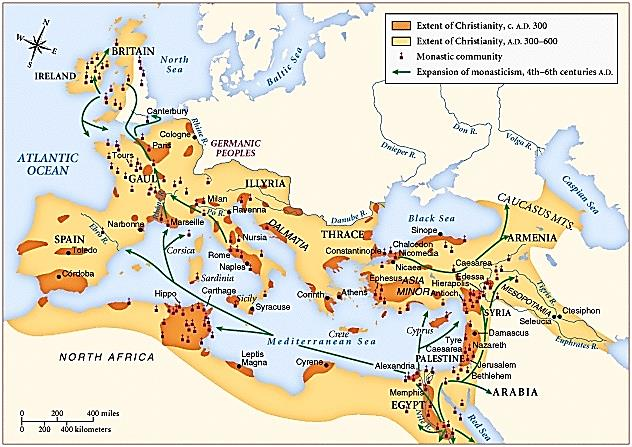 Extent of Christianity, c. A.D. 300
Extent of Christianity, A.D. 300–600
Monastic community
Expansion of monasticism, 4th–6th centuries A.D.
N
E
S
W
BRITAIN
IRELAND
North
Sea
Baltic Sea
Canterbury
Cologne
Rhine R.
GERMANIC
PEOPLES
Paris
Dnieper R.
Don R.
Volga R.
Caspian Sea
ATLANTIC
OCEAN
Tours
GAUL
Milan
ILLYRIA
Po R.
Ravenna
Danube R.
Black Sea
CAUCASUS MTS.
Narbonne
Marseille
Nursia
DALMATIA
THRACE
Sinope
ARMENIA
SPAIN
Ebro R.
Toledo
Corsica
Rome
Naples
Constantinople
Chalcedon
Nicomedia
Nicaea
Caesarea
Edessa
Córdoba
Sardinia
Ephesus
ASIA
MINOR
Hierapolis
Antioch
Tigris R.
MESOPOTAMIA
Hippo
Carthage
Sicily
Syracuse
Corinth
Athens
SYRIA
Seleucia
Ctesiphon
Euphrates R.
Crete
Cyprus
Damascus
Tyre
Caesarea
Nazareth
NORTH AFRICA
Mediterranean Sea
PALESTINE
Jerusalem
Bethlehem
Leptis
Magna
Cyrene
Alexandria
ARABIA
Memphis
EGYPT
Nile R.
Red Sea
0 200 400 miles
0 200 400 kilometers